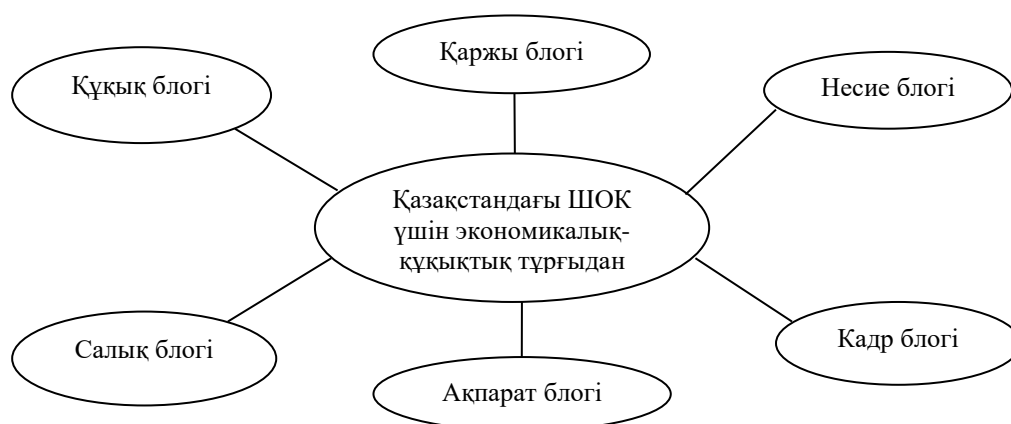 Қаржы блогі
Құқық блогі
Несие блогі
Қазақстандағы ШОК
үшін экономикалық-
құқықтық тұрғыдан
Салық блогі
Кадр блогі
Ақпарат блогі